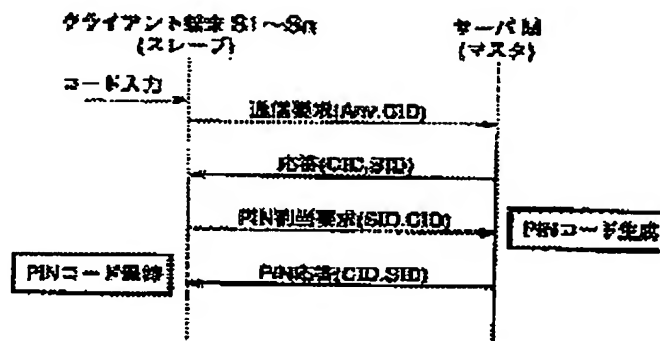 クライアント端末 S1～Sn
(スレーブ)
サーバ M
(マスタ)
コード入力
通信要求(Any.CID)
応答(CID,SID)
PIN割当要求(SID.CID)
PINコード生成
PINコード登録
PIN応答(CID.SID)